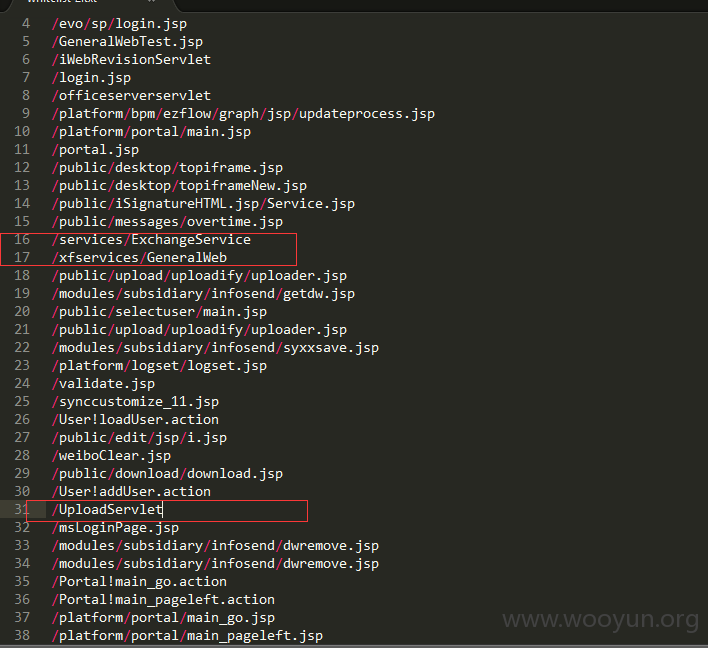 4 /evo/sp/login.jsp
5 /GeneralWebTest.jsp
6 /iWebRevisionServlet
7 /login.jsp
8 /officeserverservlet
9 /platform/bpm/ezflow/graph/jsp/updateprocess.jsp
10 /platform/portal/main.jsp
11 /portal.jsp
12 /public/desktop/topiframe.jsp
13 /public/desktop/topiframeNew.jsp
14 /public/iSignatureHTML.jsp/Service.jsp
15 /public/messages/overtime.jsp
16 /services/ExchangeService
17 /xfservices/GeneralWeb
18 /public/upload/uploadify/uploader.jsp
19 /modules/subsidiary/infosend/getdw.jsp
20 /public/selectuser/main.jsp
21 /public/upload/uploadify/uploader.jsp
22 /modules/subsidiary/infosend/syxxsave.jsp
23 /platform/logset/logset.jsp
24 /validate.jsp
25 /synccustomize_11.jsp
26 /User!loadUser.action
27 /public/edit/jsp/i.jsp
28 /weiboClear.jsp
29 /public/download/download.jsp
30 /User!addUser.action
31 /UploadServlet
32 /msLoginPage.jsp
33 /modules/subsidiary/infosend/dwremove.jsp
34 /modules/subsidiary/infosend/dwremove.jsp
35 /Portal!main_go.action
36 /Portal!main_pageleft.action
37 /platform/portal/main_go.jsp
38 /platform/portal/main_pageleft.jsp
www.wooyun.org